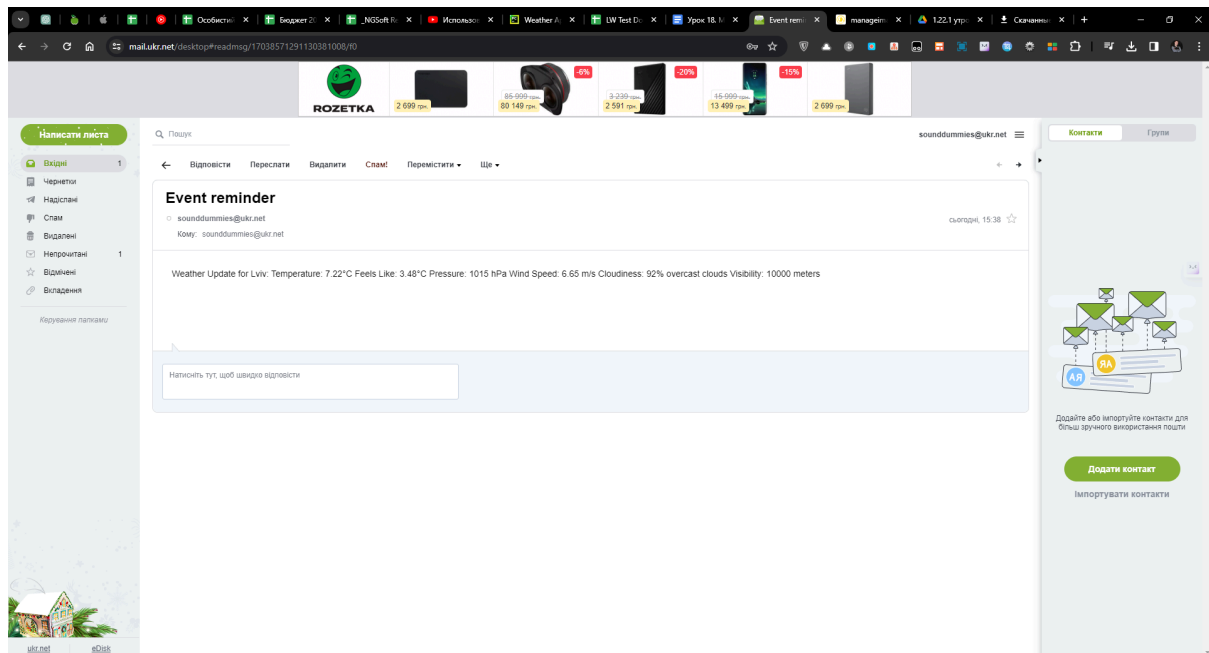 Особистий
Бюджет 20
_NGSoft Re
Использов
Weather Ap
LW Test Do
Урок 18. М
Event remin
manageim
1.22.1 утро
Скачанны
mail.ukr.net/desktop#readmsg/17038571291130381008/f0
ROZETKA
2 699 грн.
-6%
85 999 грн.
80 149 грн.
-20%
3 239 грн.
2 591 грн.
-15%
15 999 грн.
13 499 грн.
2 699 грн.
Написати листа
Вхідні 1
Чернетки
Надіслані
Спам
Видалені
Непрочитані 1
Відмічені
Вкладення
Керування папками
ukr.net eDisk
Пошук
sounddummies@ukr.net
Відповісти Переслати Видалити Спам! Перемістити Ще
Event reminder
sounddummies@ukr.net
сьогодні, 15:38
Кому: sounddummies@ukr.net
Weather Update for Lviv: Temperature: 7.22°C Feels Like: 3.48°C Pressure: 1015 hPa Wind Speed: 6.65 m/s Cloudiness: 92% overcast clouds Visibility: 10000 meters
Натисніть тут, щоб швидко відповісти
Контакти Групи
АЯ
ЯА
Додайте або імпортуйте контакти для
більш зручного використання пошти
Додати контакт
Імпортувати контакти